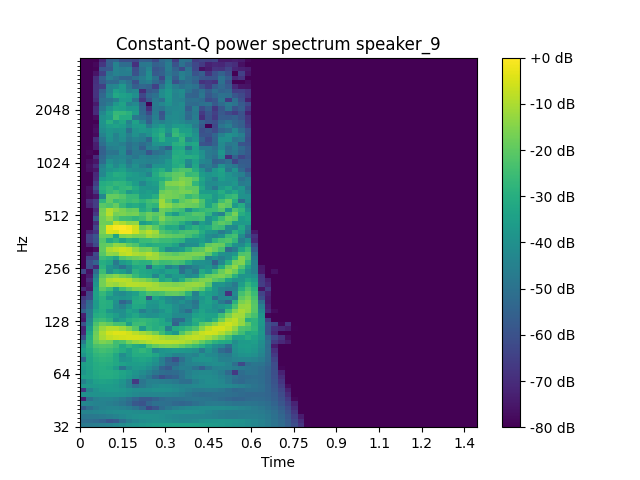 Constant-Q power spectrum speaker_9
+0 dB
2048
-10 dB
1024
-20 dB
512
-30 dB
Hz
-40 dB
256
-50 dB
128
-60 dB
64
-70 dB
32
-80 dB
0 0.15 0.3 0.45 0.6 0.75 0.9 1.1 1.2 1.4
Time